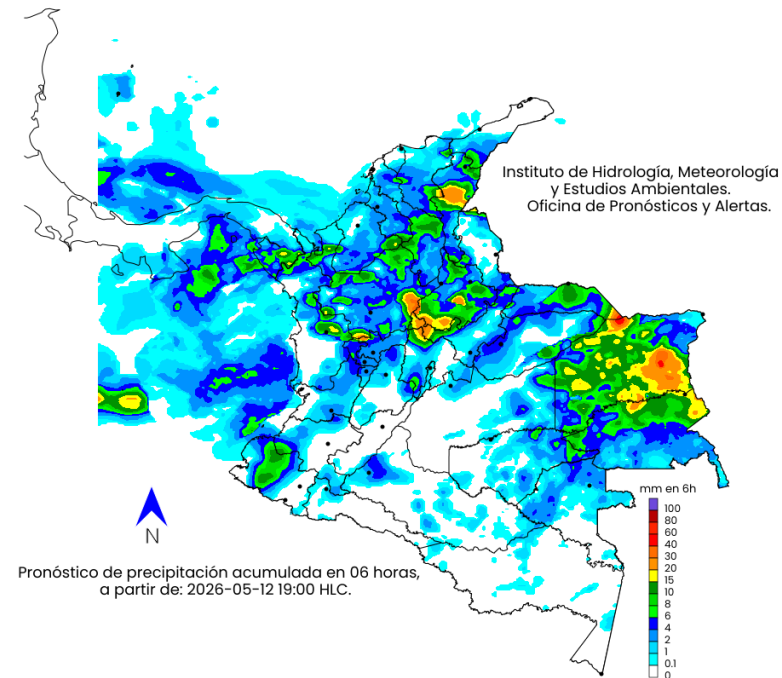 Instituto de Hidrología, Meteorología
y Estudios Ambientales.
Oficina de Pronósticos y Alertas.
N
Pronóstico de precipitación acumulada en 06 horas,
a partir de: 2026-05-12 19:00 HLC.
mm en 6h
100
80
60
40
30
20
15
10
8
6
4
2
1
0.1
0